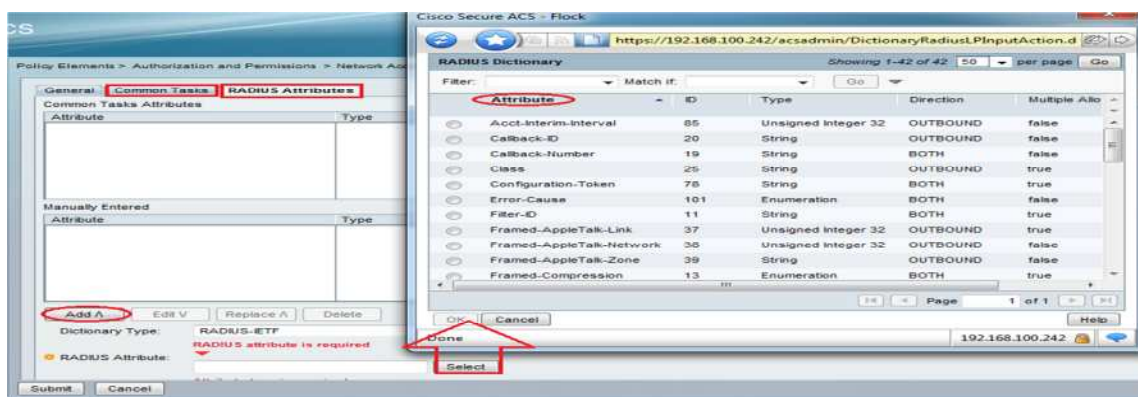 CS
Policy Elements > Authorization and Permissions > Network Acc
General Common Tasks RADIUS Attributes
Common Tasks Attributes
Attribute Type
Manually Entered
Attribute Type
Add Λ Edit V Replace Λ Delete
Dictionary Type: RADIUS-IETF
RADIUS attribute is required
RADIUS Attribute:
Select
Submit Cancel
Cisco Secure ACS - Flock
https://192.168.100.242/acsadmin/DictionaryRadiusLPInputAction.d
RADIUS Dictionary Showing 1-42 of 42 50 per page Go
Filter: Match if: Go
Attribute ID Type Direction Multiple Allo
Acct-Interim-Interval 85 Unsigned Integer 32 OUTBOUND false
Callback-ID 20 String OUTBOUND false
Callback-Number 19 String BOTH false
Class 25 String OUTBOUND true
Configuration-Token 78 String BOTH true
Error-Cause 101 Enumeration BOTH false
Filter-ID 11 String BOTH true
Framed-AppleTalk-Link 37 Unsigned Integer 32 OUTBOUND true
Framed-AppleTalk-Network 38 Unsigned Integer 32 OUTBOUND false
Framed-AppleTalk-Zone 39 String OUTBOUND false
Framed-Compression 13 Enumeration BOTH true
Page 1 of 1
OK Cancel Help
Done 192.168.100.242